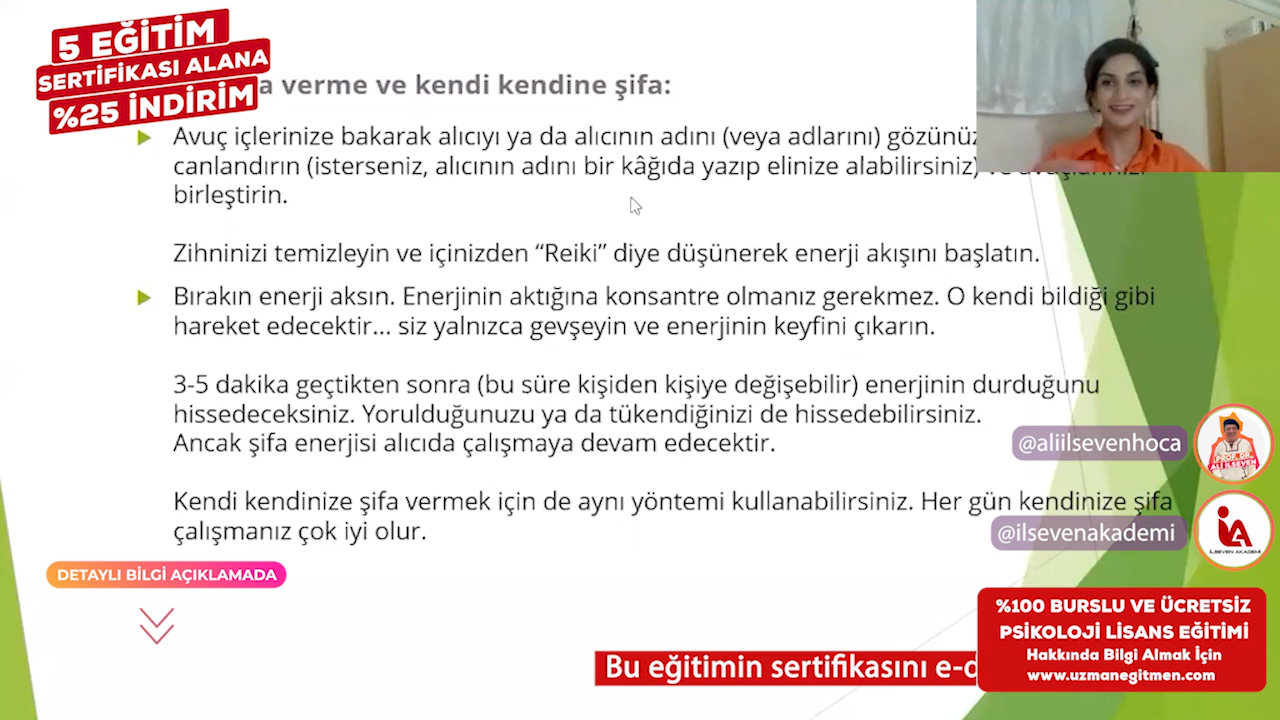 5 EĞİTİM
SERTİFİKASI ALANA
%25 İNDİRİM
verme ve kendi kendine şifa:
Avuç içlerinize bakarak alıcıyı ya da alıcının adını (veya adlarını)
canlandırın (isterseniz, alıcının adını bir kâğıda yazıp elinize alabilirsiniz)
birleştirin.
Zihninizi temizleyin ve içinizden “Reiki” diye düşünerek enerji akışını başlatın.
Bırakın enerji aksın. Enerjinin aktığına konsantre olmanız gerekmez. O kendi bildiği gibi
hareket edecektir... siz yalnızca gevşeyin ve enerjinin keyfini çıkarın.
3-5 dakika geçtikten sonra (bu süre kişiden kişiye değişebilir) enerjinin durduğunu
hissedeceksiniz. Yorulduğunuzu ya da tükendiğinizi de hissedebilirsiniz.
Ancak şifa enerjisi alıcıda çalışmaya devam edecektir.
@aliilsevenhoca
PROF. DR.
ALİ İLSEVEN
Kendi kendinize şifa vermek için de aynı yöntemi kullanabilirsiniz. Her gün kendinize şifa
çalışmanız çok iyi olur.
@ilsevenakademi
İLSEVEN AKADEMİ
DETAYLI BİLGİ AÇIKLAMADA
%100 BURSLU VE ÜCRETSİZ
PSİKOLOJİ LİSANS EĞİTİMİ
Hakkında Bilgi Almak İçin
www.uzmanegitmen.com
Bu eğitimin sertifikasını